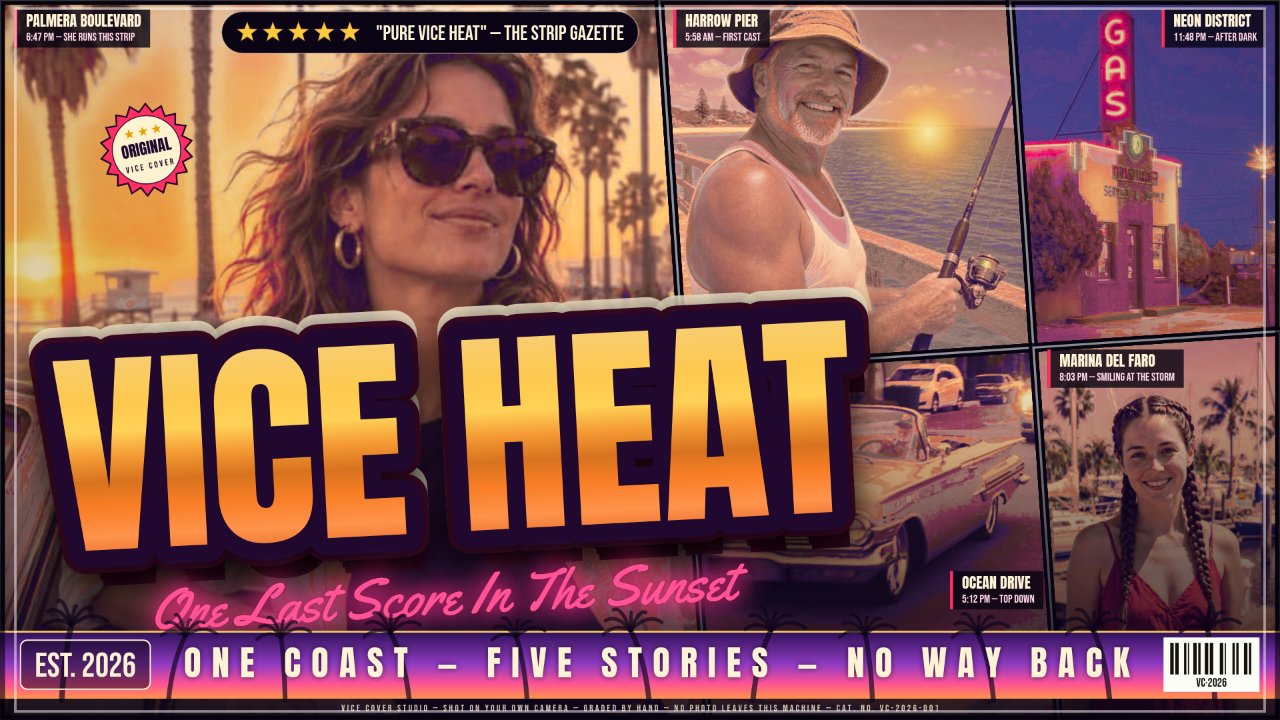 PALMERA BOULEVARD
6:47 PM – SHE RUNS THIS STRIP
★★★★★ "PURE VICE HEAT" – THE STRIP GAZETTE
HARROW PIER
5:58 AM – FIRST CAST
NEON DISTRICT
11:48 PM – AFTER DARK
ORIGINAL
VICE COVER
GAS
VICE HEAT
One Last Score In The Sunset
MARINA DEL FARO
8:03 PM – SMILING AT THE STORM
OCEAN DRIVE
5:12 PM – TOP DOWN
EST. 2026
ONE COAST – FIVE STORIES – NO WAY BACK
VC-2026
VICE COVER STUDIO – SHOT ON YOUR OWN CAMERA – GRADED BY HAND – NO PHOTO LEAVES THIS MACHINE – CAT. NO. VC-2026-001